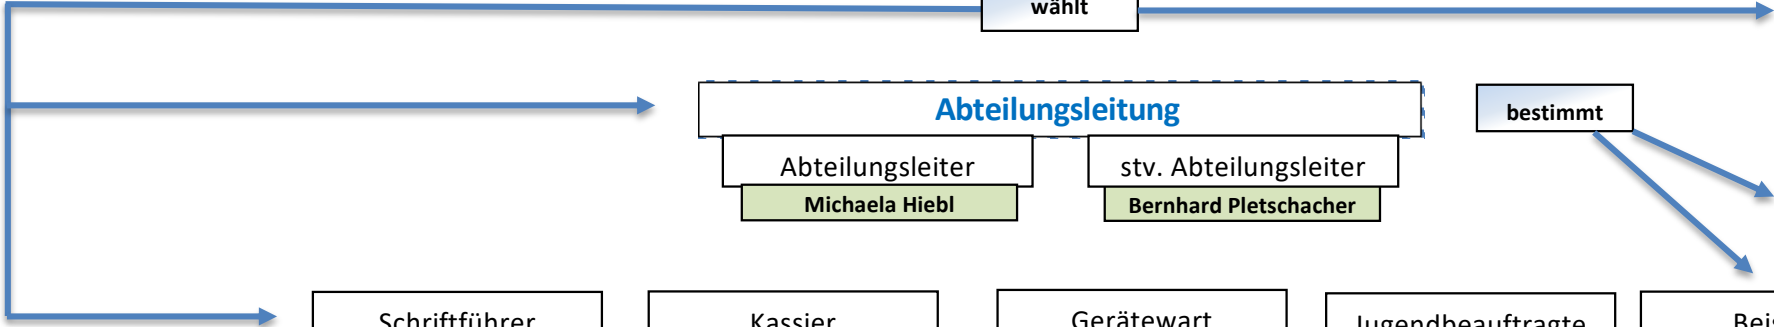 wählt
Abteilungsleitung
bestimmt
Abteilungsleiter
stv. Abteilungsleiter
Michaela Hiebl
Bernhard Pletschacher
Schriftführer
Kassier
Gerätewart
Jugendbeauftragte